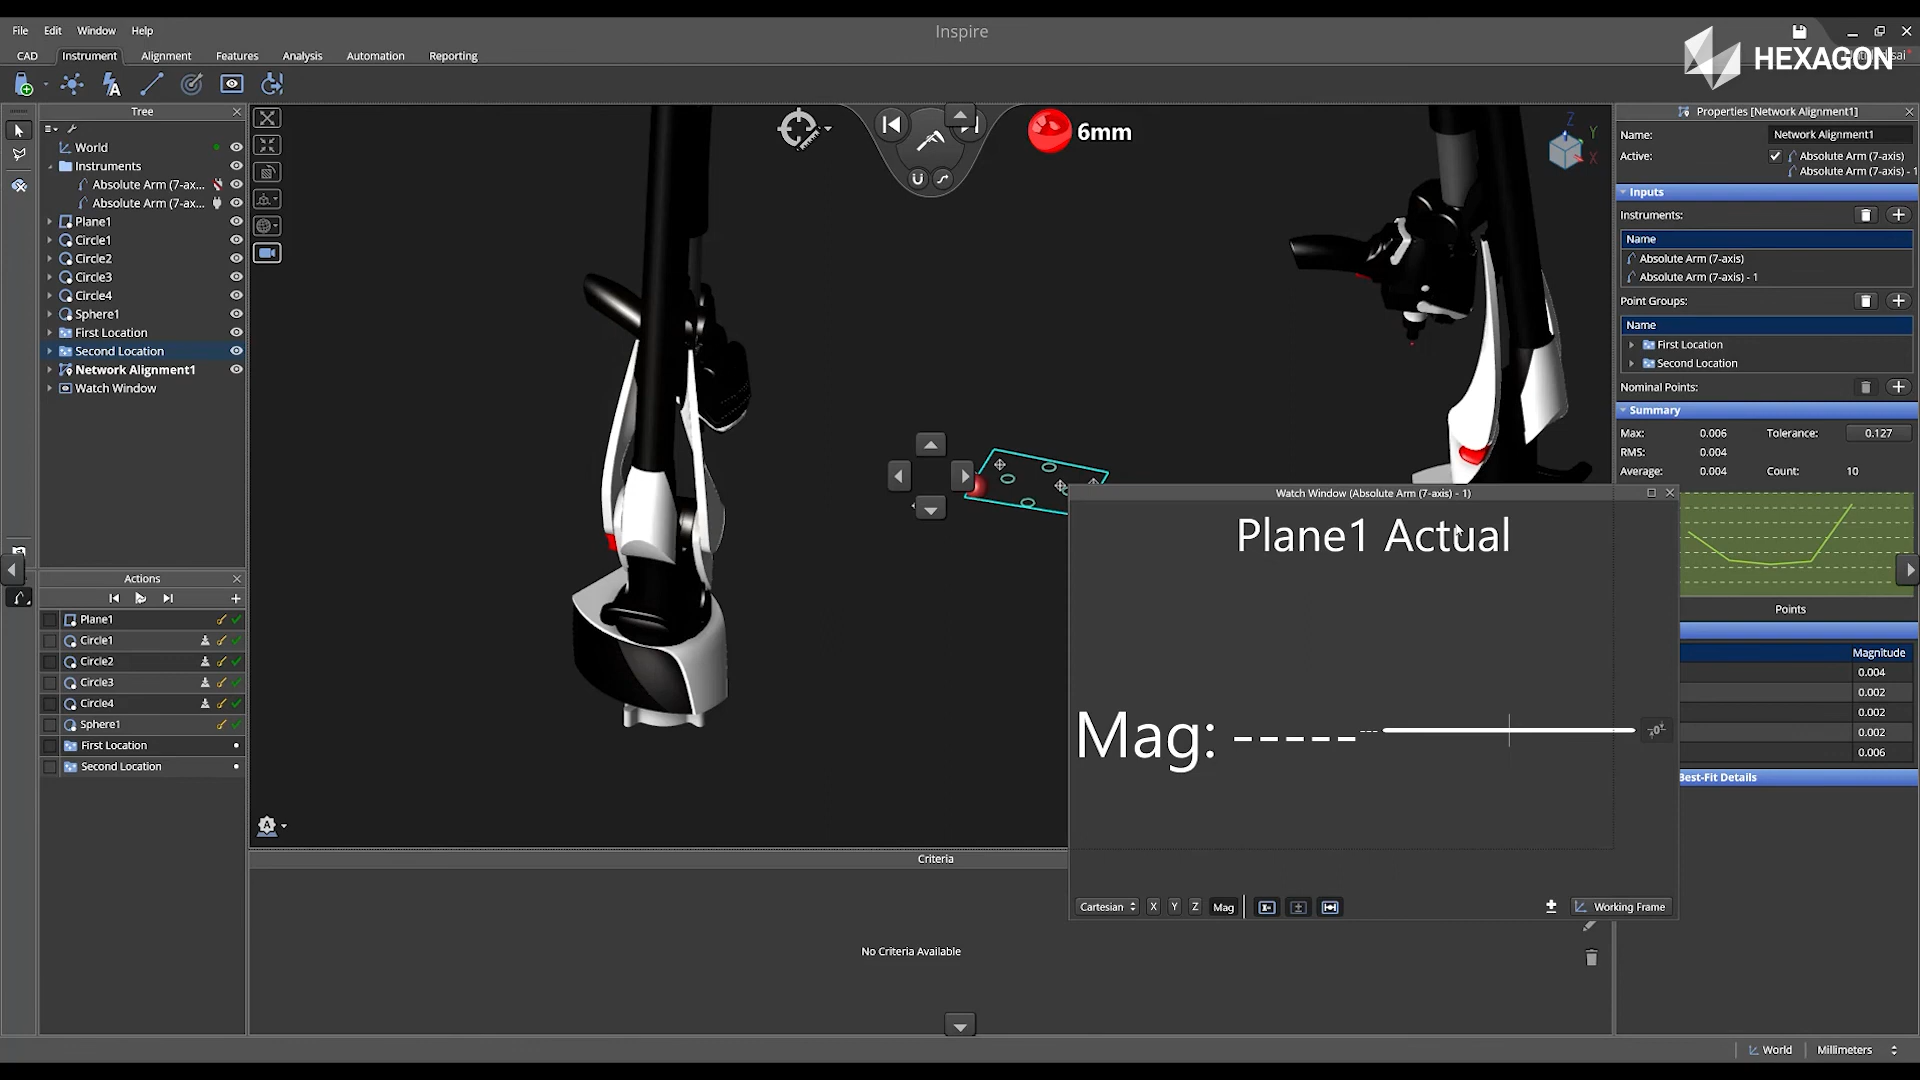 File Edit Window Help
Inspire
HEXAGON
CAD Instrument Alignment Features Analysis Automation Reporting
Tree
World
Instruments
Absolute Arm (7-ax...
Absolute Arm (7-ax...
Plane1
Circle1
Circle2
Circle3
Circle4
Sphere1
First Location
Second Location
Network Alignment1
Watch Window
Actions
Plane1
Circle1
Circle2
Circle3
Circle4
Sphere1
First Location
Second Location
6mm
Z
Y
X
Watch Window (Absolute Arm (7-axis) - 1)
Plane1 Actual
Mag: -----
Cartesian X Y Z Mag
Working Frame
Criteria
No Criteria Available
Properties [Network Alignment1]
Name: Network Alignment1
Active: Absolute Arm (7-axis)
Absolute Arm (7-axis) - 1
Inputs
Instruments:
Name
Absolute Arm (7-axis)
Absolute Arm (7-axis) - 1
Point Groups:
Name
First Location
Second Location
Nominal Points:
Summary
Max: 0.006 Tolerance: 0.127
RMS: 0.004
Average: 0.004 Count: 10
Points
Magnitude
0.004
0.002
0.002
0.002
0.006
Best-Fit Details
World Millimeters